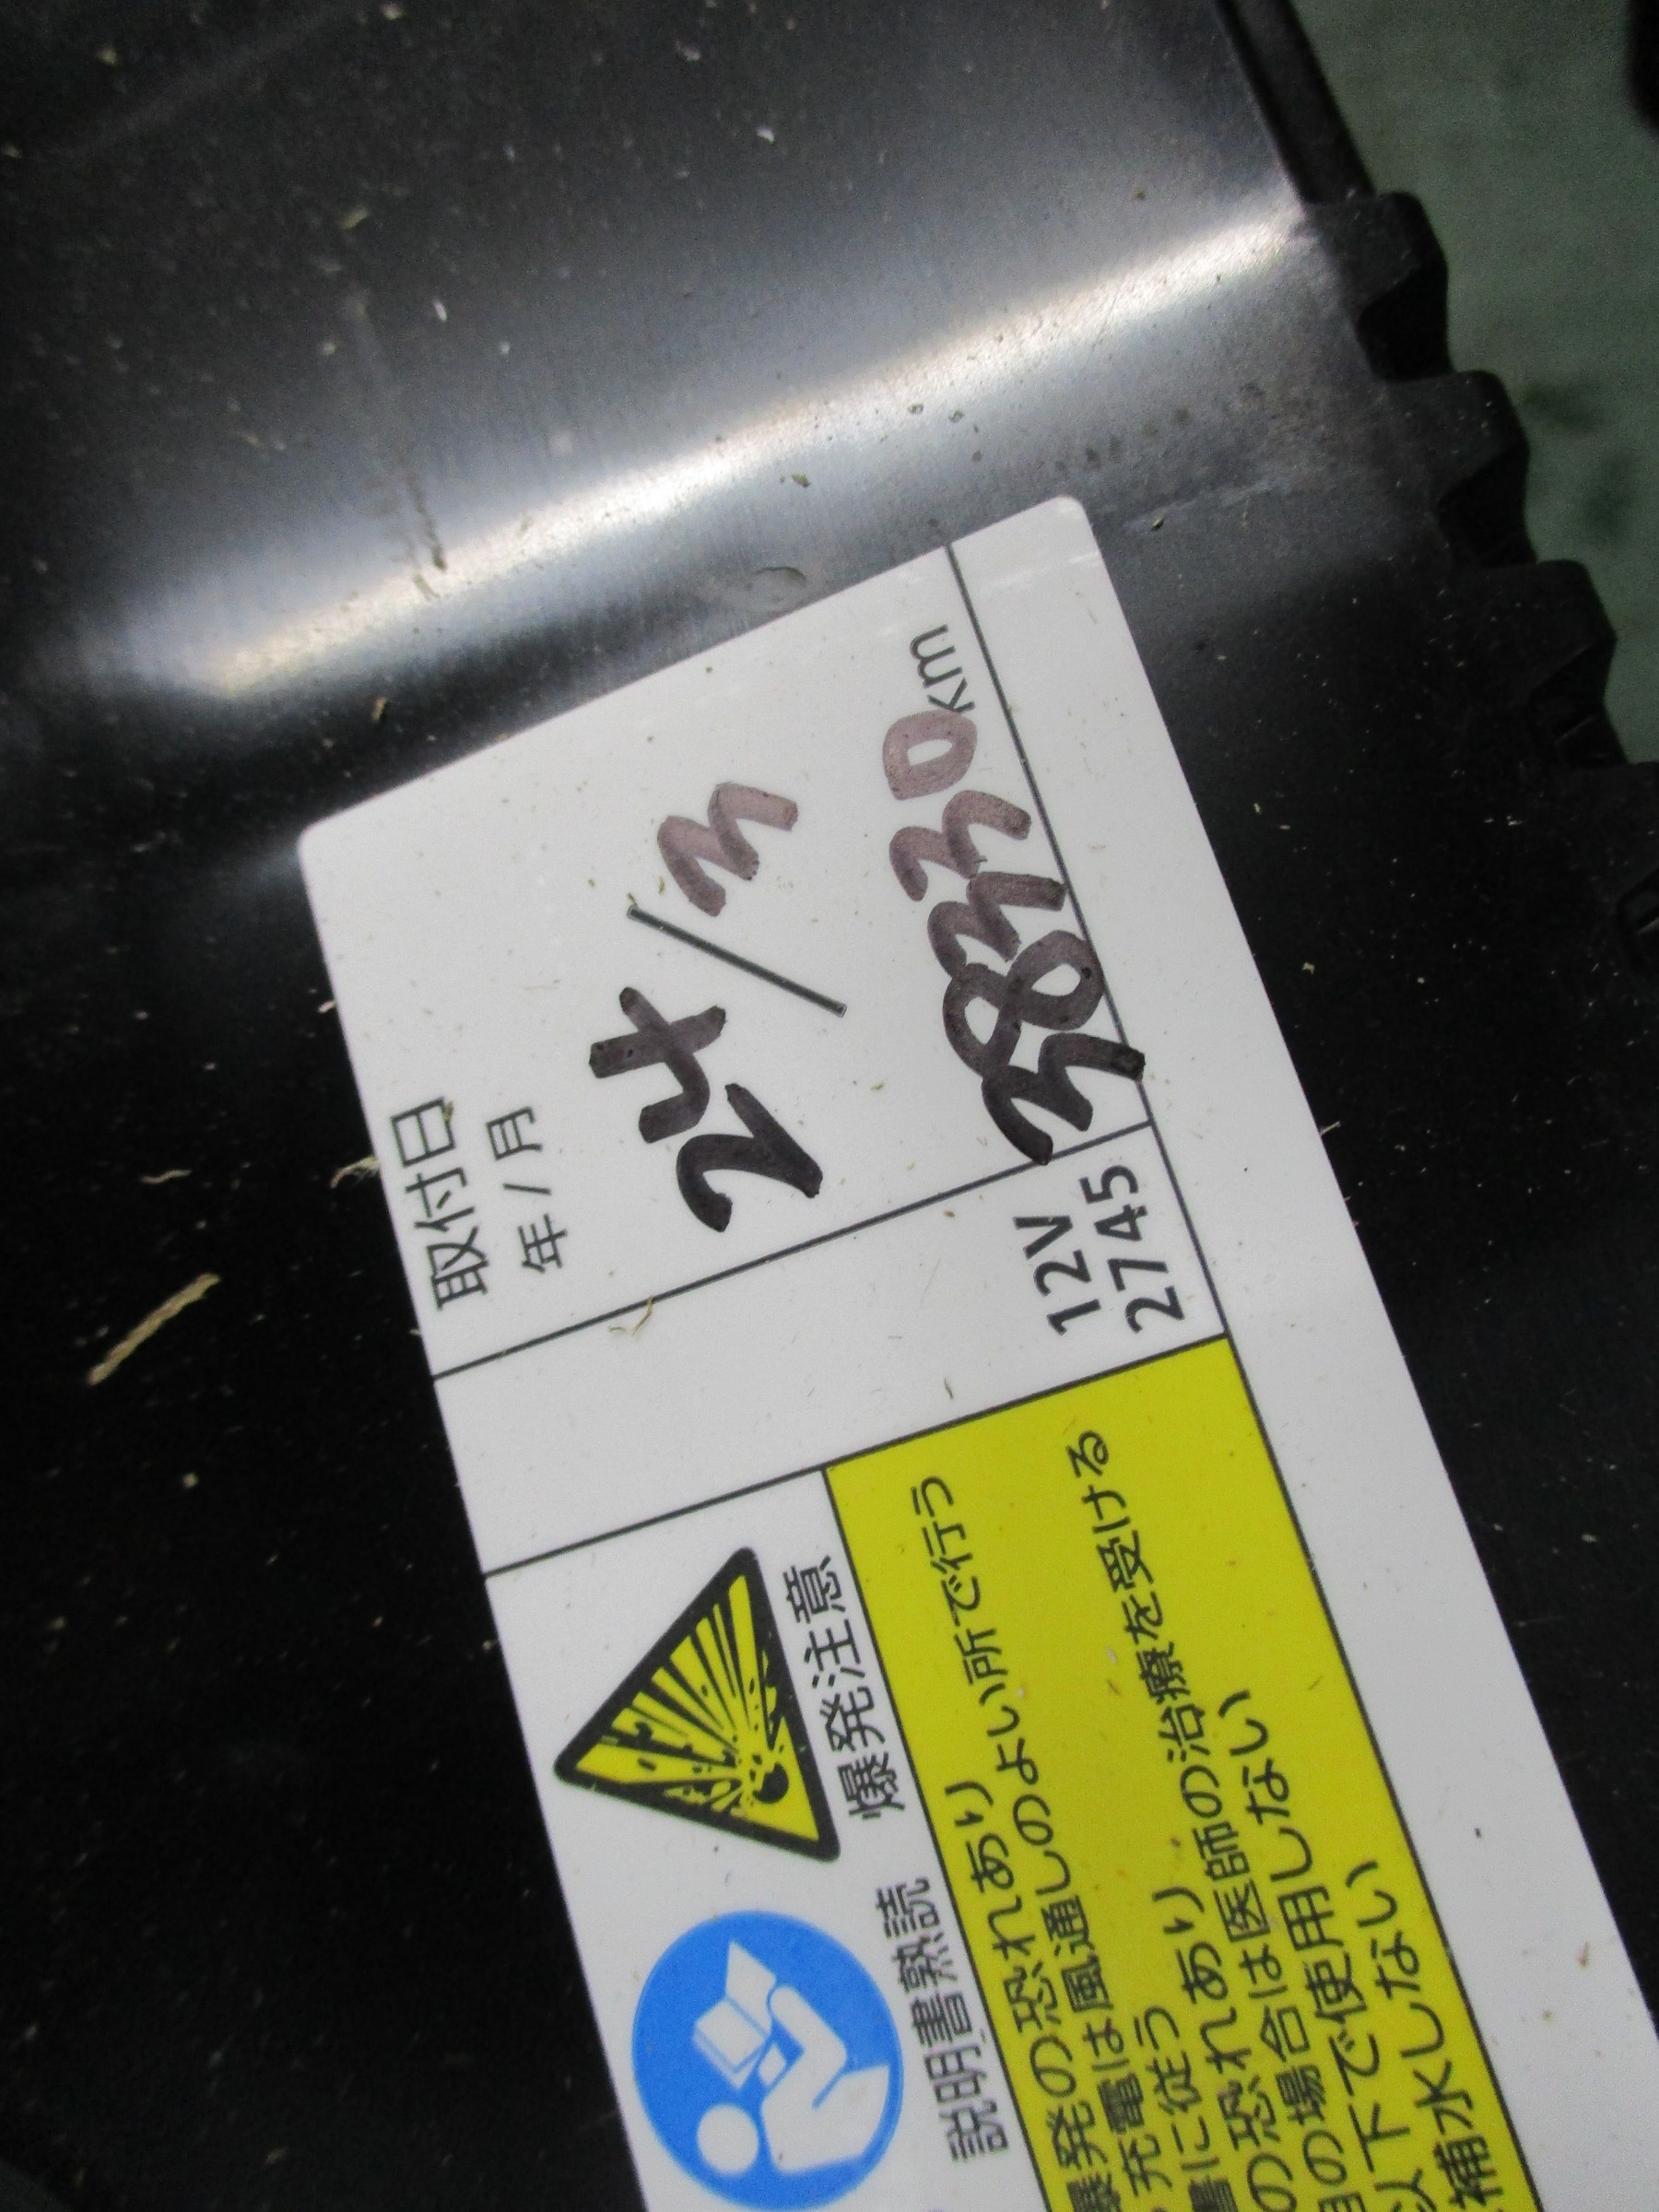 取付日
年/月
24/3
38330km
12V
2745
爆発注意
説明書熟読
爆発の恐れあり
充電は風通しのよい所で行う
書に従う
の恐れあり
の場合は医師の治療を受ける
以下で使用しない
補水しない